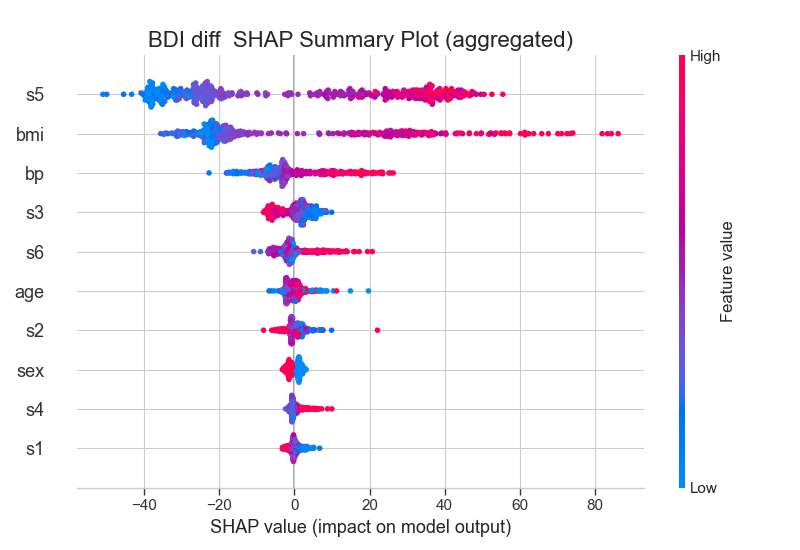 BDI diff  SHAP Summary Plot (aggregated)
High
s5
bmi
bp
s3
s6
age
s2
sex
s4
s1
Feature value
Low
−40 −20 0 20 40 60 80
SHAP value (impact on model output)